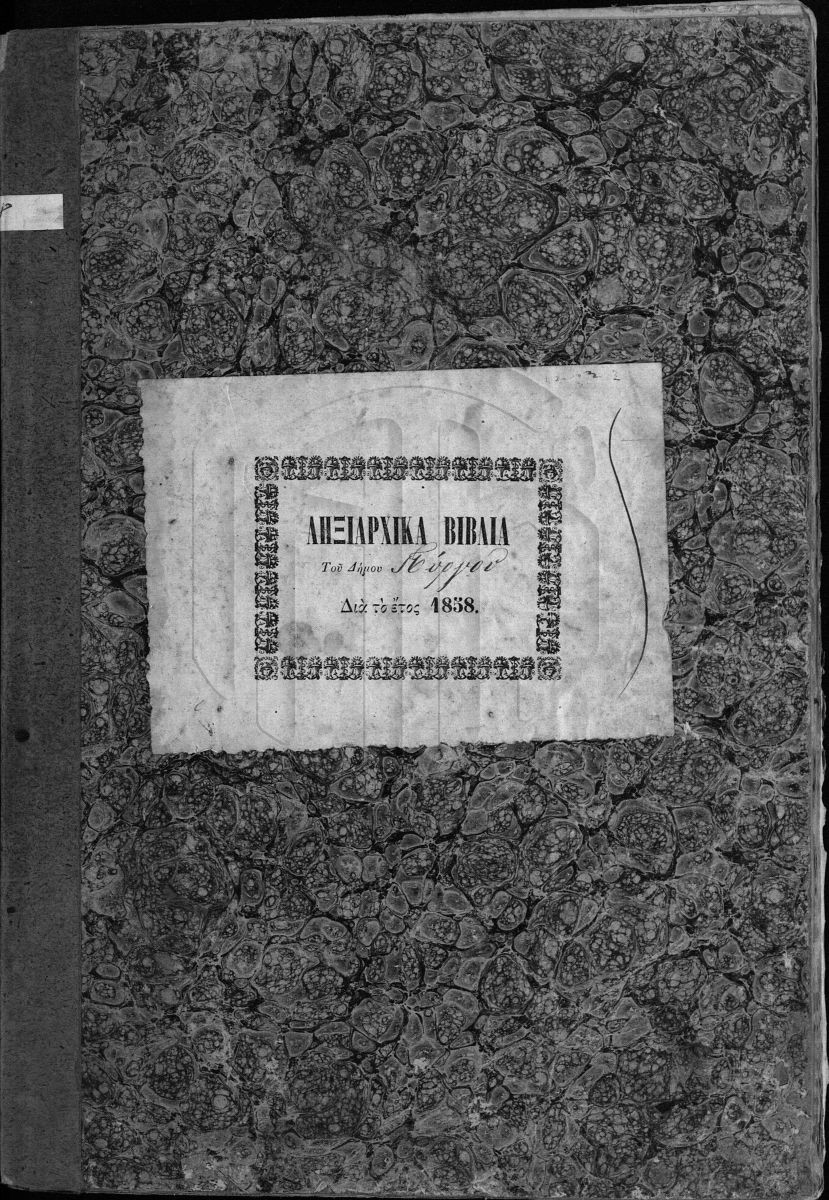 ΛΗΞΙΑΡΧΙΚΑ ΒΙΒΛΙΑ
Τοῦ Δήμου Πύργου
Διὰ τὸ ἔτος 1858.